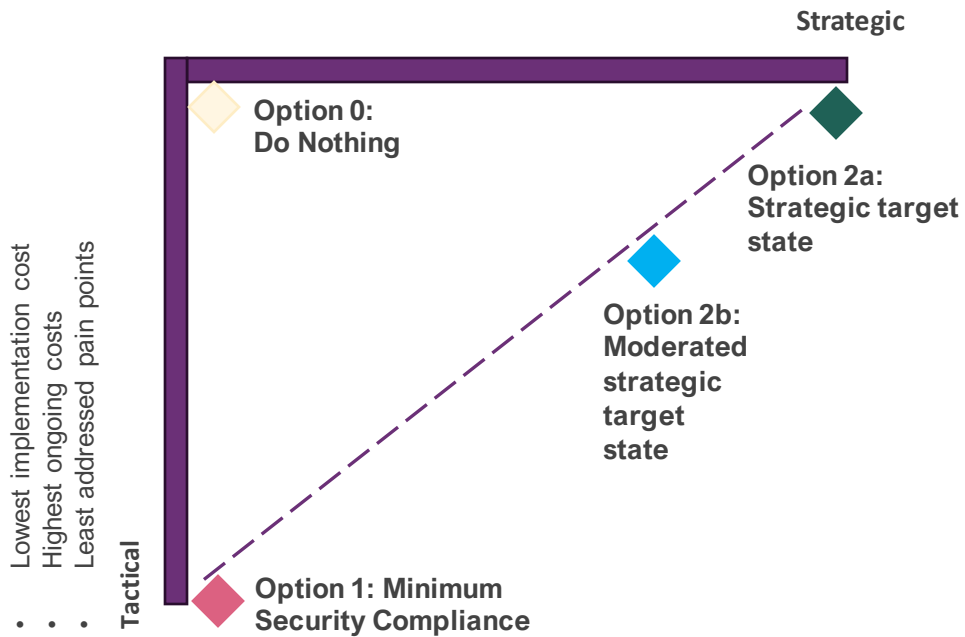 Strategic
Option 0:
Do Nothing
Option 2a:
Strategic target
state
Option 2b:
Moderated
strategic
target
state
• Lowest implementation cost
• Highest ongoing costs
• Least addressed pain points
Tactical
Option 1: Minimum
Security Compliance